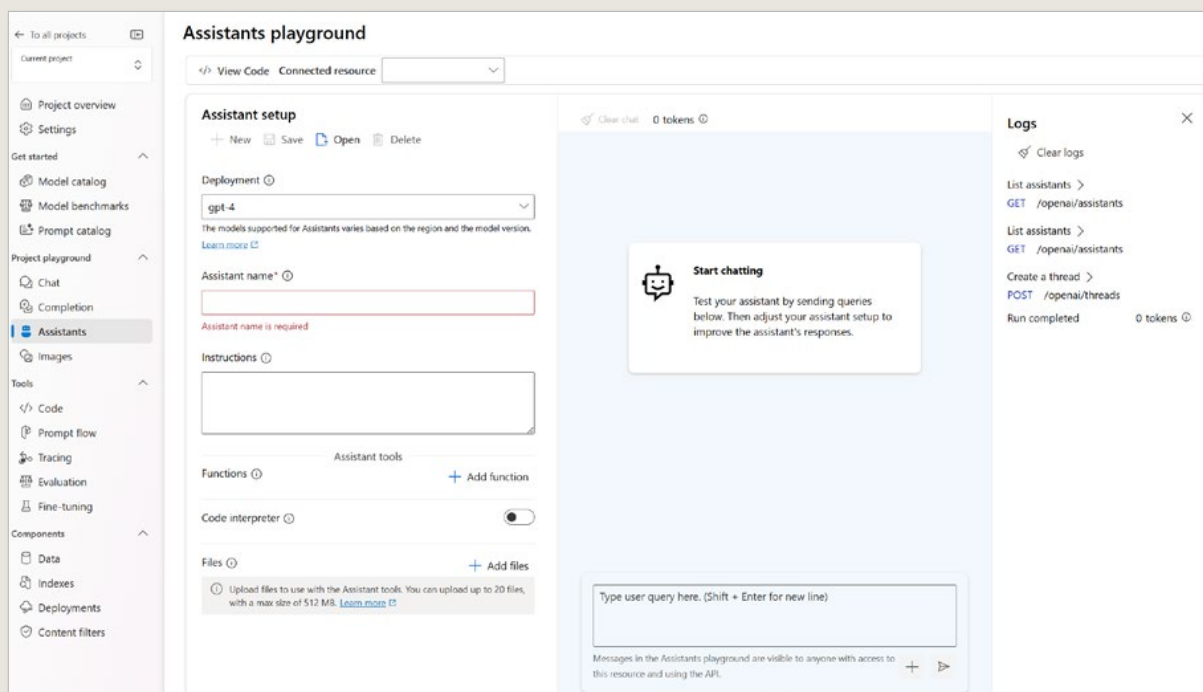 To all projects
Current project
Project overview
Settings
Get started
Model catalog
Model benchmarks
Prompt catalog
Project playground
Chat
Completion
Assistants
Images
Tools
</> Code
Prompt flow
Tracing
Evaluation
Fine-tuning
Components
Data
Indexes
Deployments
Content filters
Assistants playground
</> View Code Connected resource
Assistant setup
+ New Save Open Delete
Deployment
gpt-4
The models supported for Assistants varies based on the region and the model version.
Learn more
Assistant name*
Assistant name is required
Instructions
Assistant tools
Functions + Add function
Code interpreter
Files + Add files
Upload files to use with the Assistant tools. You can upload up to 20 files,
with a max size of 512 MB. Learn more
Clear chat 0 tokens
Start chatting
Test your assistant by sending queries
below. Then adjust your assistant setup to
improve the assistant's responses.
Type user query here. (Shift + Enter for new line)
Messages in the Assistants playground are visible to anyone with access to
this resource and using the API.
Logs
Clear logs
List assistants >
GET /openai/assistants
List assistants >
GET /openai/assistants
Create a thread >
POST /openai/threads
Run completed 0 tokens